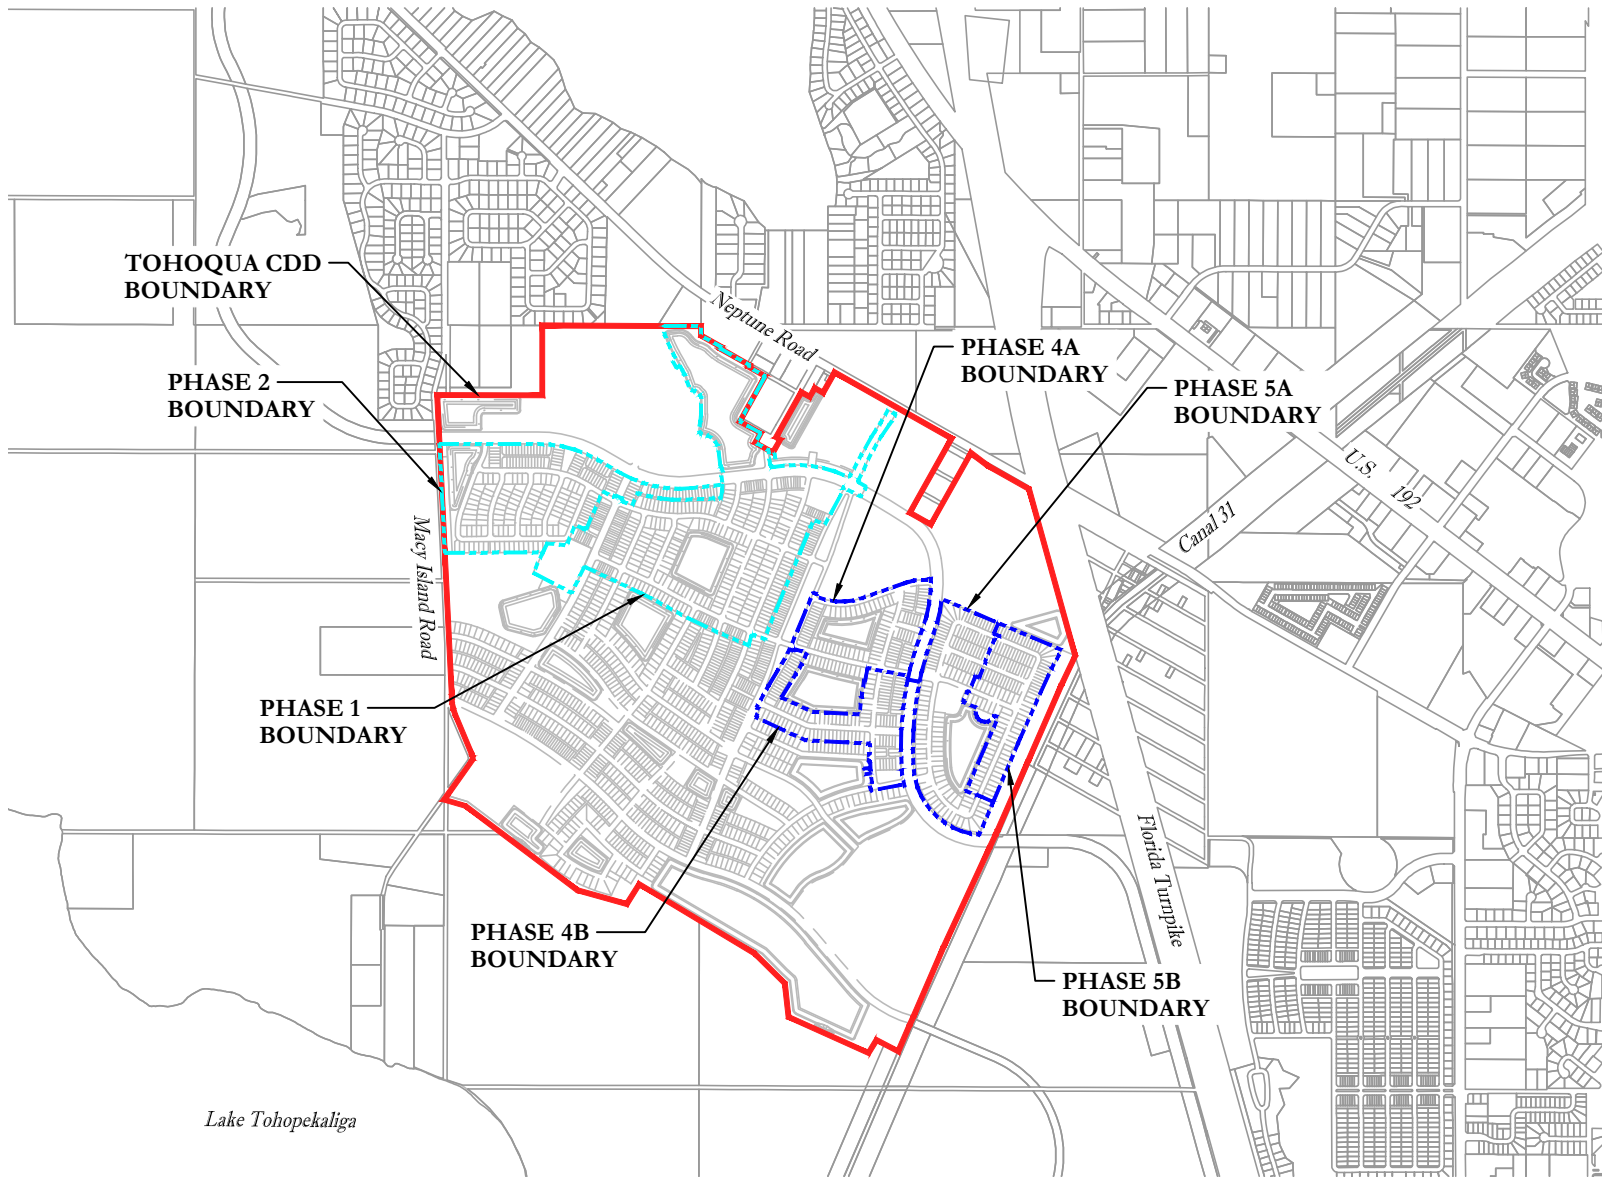 TOHOQUA CDD
BOUNDARY
Neptune Road
PHASE 4A
BOUNDARY
PHASE 2
BOUNDARY
PHASE 5A
BOUNDARY
U.S. 192
Canal 31
Macy Island Road
PHASE 1
BOUNDARY
Florida Turnpike
PHASE 4B
BOUNDARY
PHASE 5B
BOUNDARY
Lake Tohopekaliga